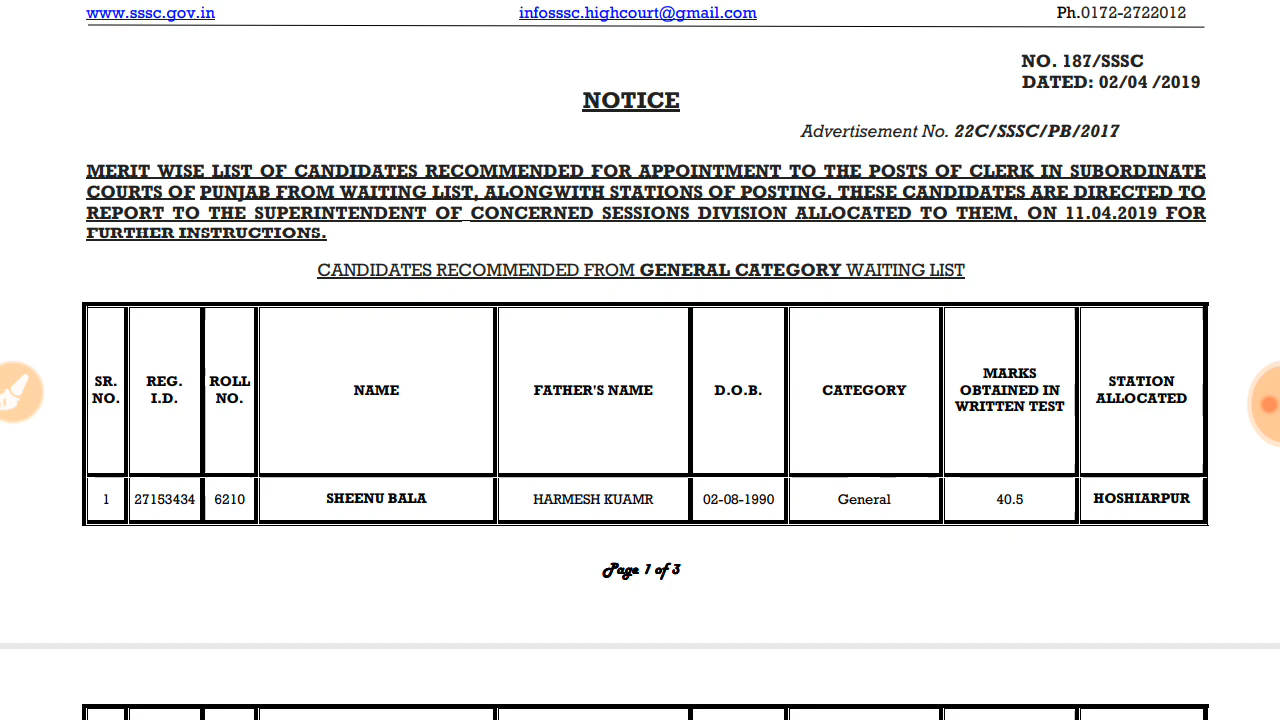 www.sssc.gov.in infosssc.highcourt@gmail.com Ph.0172-2722012
NO. 187/SSSC
DATED: 02/04 /2019
NOTICE
Advertisement No. 22C/SSSC/PB/2017
MERIT WISE LIST OF CANDIDATES RECOMMENDED FOR APPOINTMENT TO THE POSTS OF CLERK IN SUBORDINATE
COURTS OF PUNJAB FROM WAITING LIST, ALONGWITH STATIONS OF POSTING. THESE CANDIDATES ARE DIRECTED TO
REPORT TO THE SUPERINTENDENT OF CONCERNED SESSIONS DIVISION ALLOCATED TO THEM, ON 11.04.2019 FOR
FURTHER INSTRUCTIONS.
CANDIDATES RECOMMENDED FROM GENERAL CATEGORY WAITING LIST
SR. NO. REG. I.D. ROLL NO. NAME FATHER'S NAME D.O.B. CATEGORY MARKS OBTAINED IN WRITTEN TEST STATION ALLOCATED
1 27153434 6210 SHEENU BALA HARMESH KUAMR 02-08-1990 General 40.5 HOSHIARPUR
Page 1 of 3